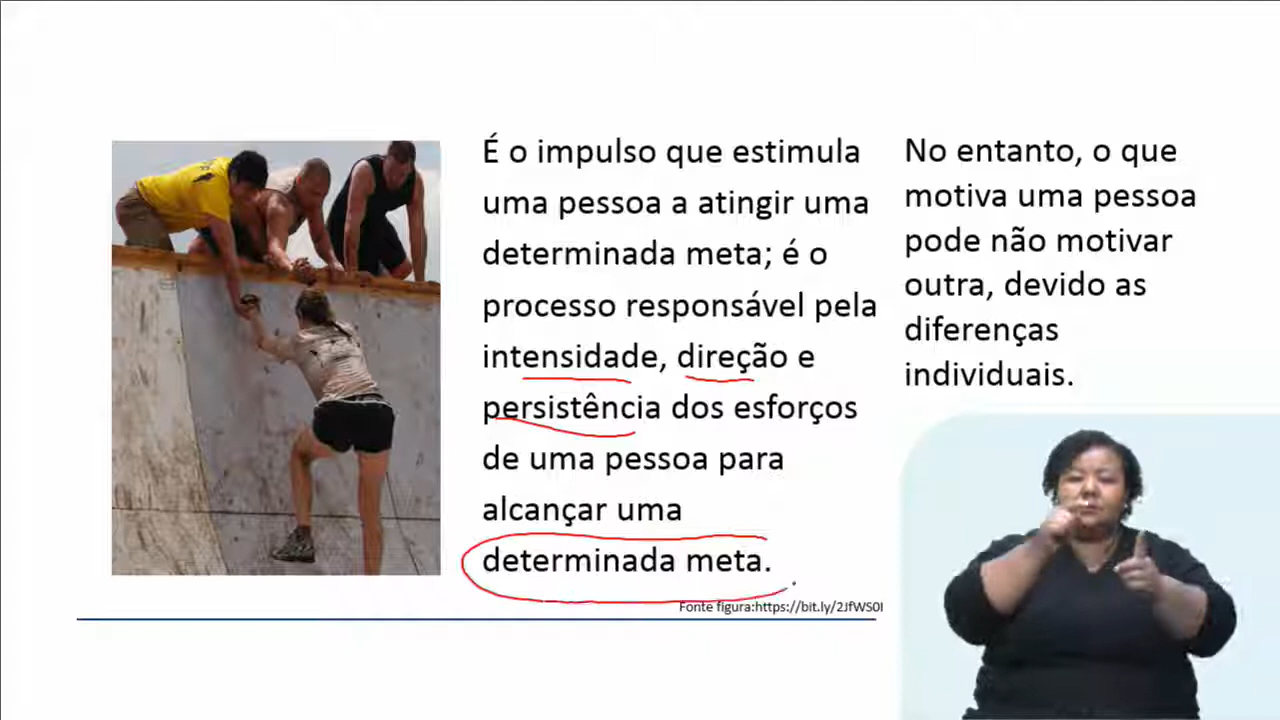 É o impulso que estimula
uma pessoa a atingir uma
determinada meta; é o
processo responsável pela
intensidade, direção e
persistência dos esforços
de uma pessoa para
alcançar uma
determinada meta.
Fonte figura:https://bit.ly/2JfWS0I
No entanto, o que
motiva uma pessoa
pode não motivar
outra, devido as
diferenças
individuais.